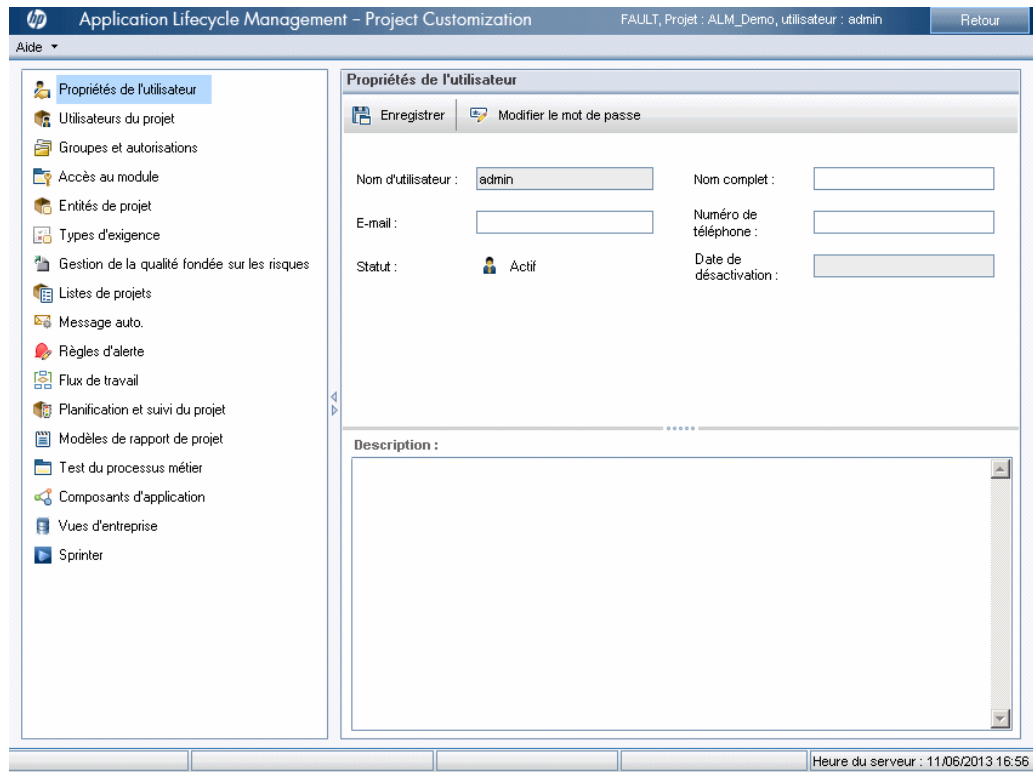 hp Application Lifecycle Management – Project Customization FAULT, Projet : ALM_Demo, utilisateur : admin Retour
Aide
Propriétés de l'utilisateur
Utilisateurs du projet
Groupes et autorisations
Accès au module
Entités de projet
Types d'exigence
Gestion de la qualité fondée sur les risques
Listes de projets
Message auto.
Règles d'alerte
Flux de travail
Planification et suivi du projet
Modèles de rapport de projet
Test du processus métier
Composants d'application
Vues d'entreprise
Sprinter
Propriétés de l'utilisateur
Enregistrer Modifier le mot de passe
Nom d'utilisateur : admin Nom complet :
E-mail : Numéro de
téléphone :
Statut : Actif Date de
désactivation :
Description :
Heure du serveur : 11/06/2013 16:56